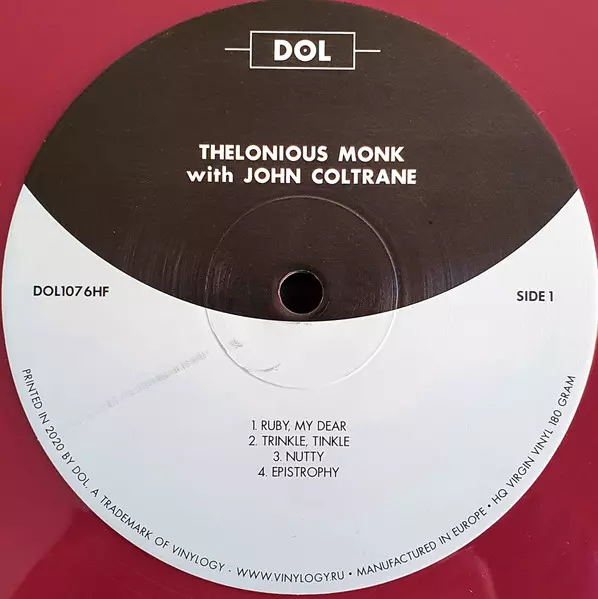 DOL
THELONIOUS MONK
with JOHN COLTRANE
DOL1076HF
SIDE 1
1. RUBY, MY DEAR
2. TRINKLE, TINKLE
3. NUTTY
4. EPISTROPHY
PRINTED IN 2020 BY DOL. A TRADEMARK OF VINYLOGY - WWW.VINYLOGY.RU • MANUFACTURED IN EUROPE • HQ VIRGIN VINYL 180 GRAM